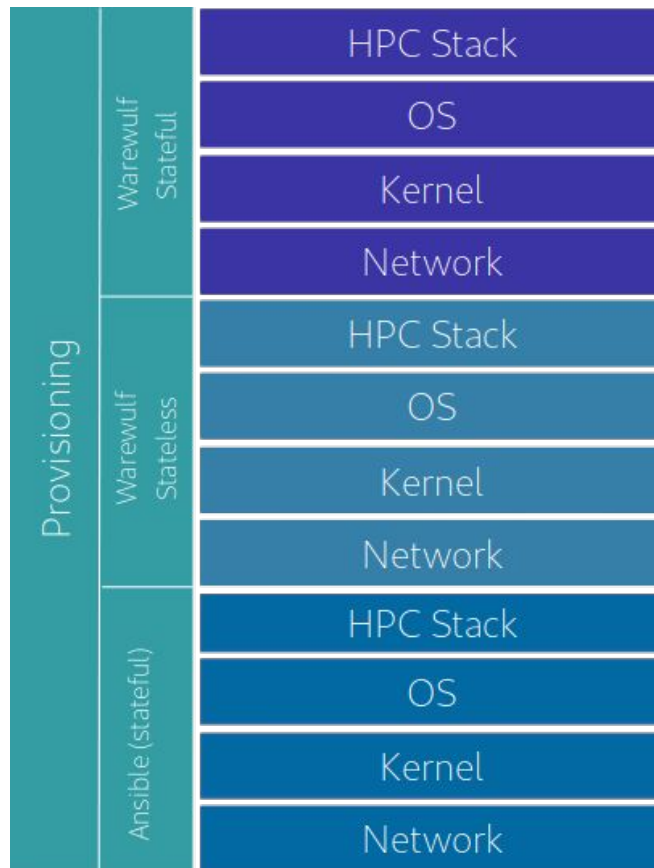 Provisioning
Warewulf
Stateful
HPC Stack
OS
Kernel
Network
Warewulf
Stateless
HPC Stack
OS
Kernel
Network
Ansible (stateful)
HPC Stack
OS
Kernel
Network